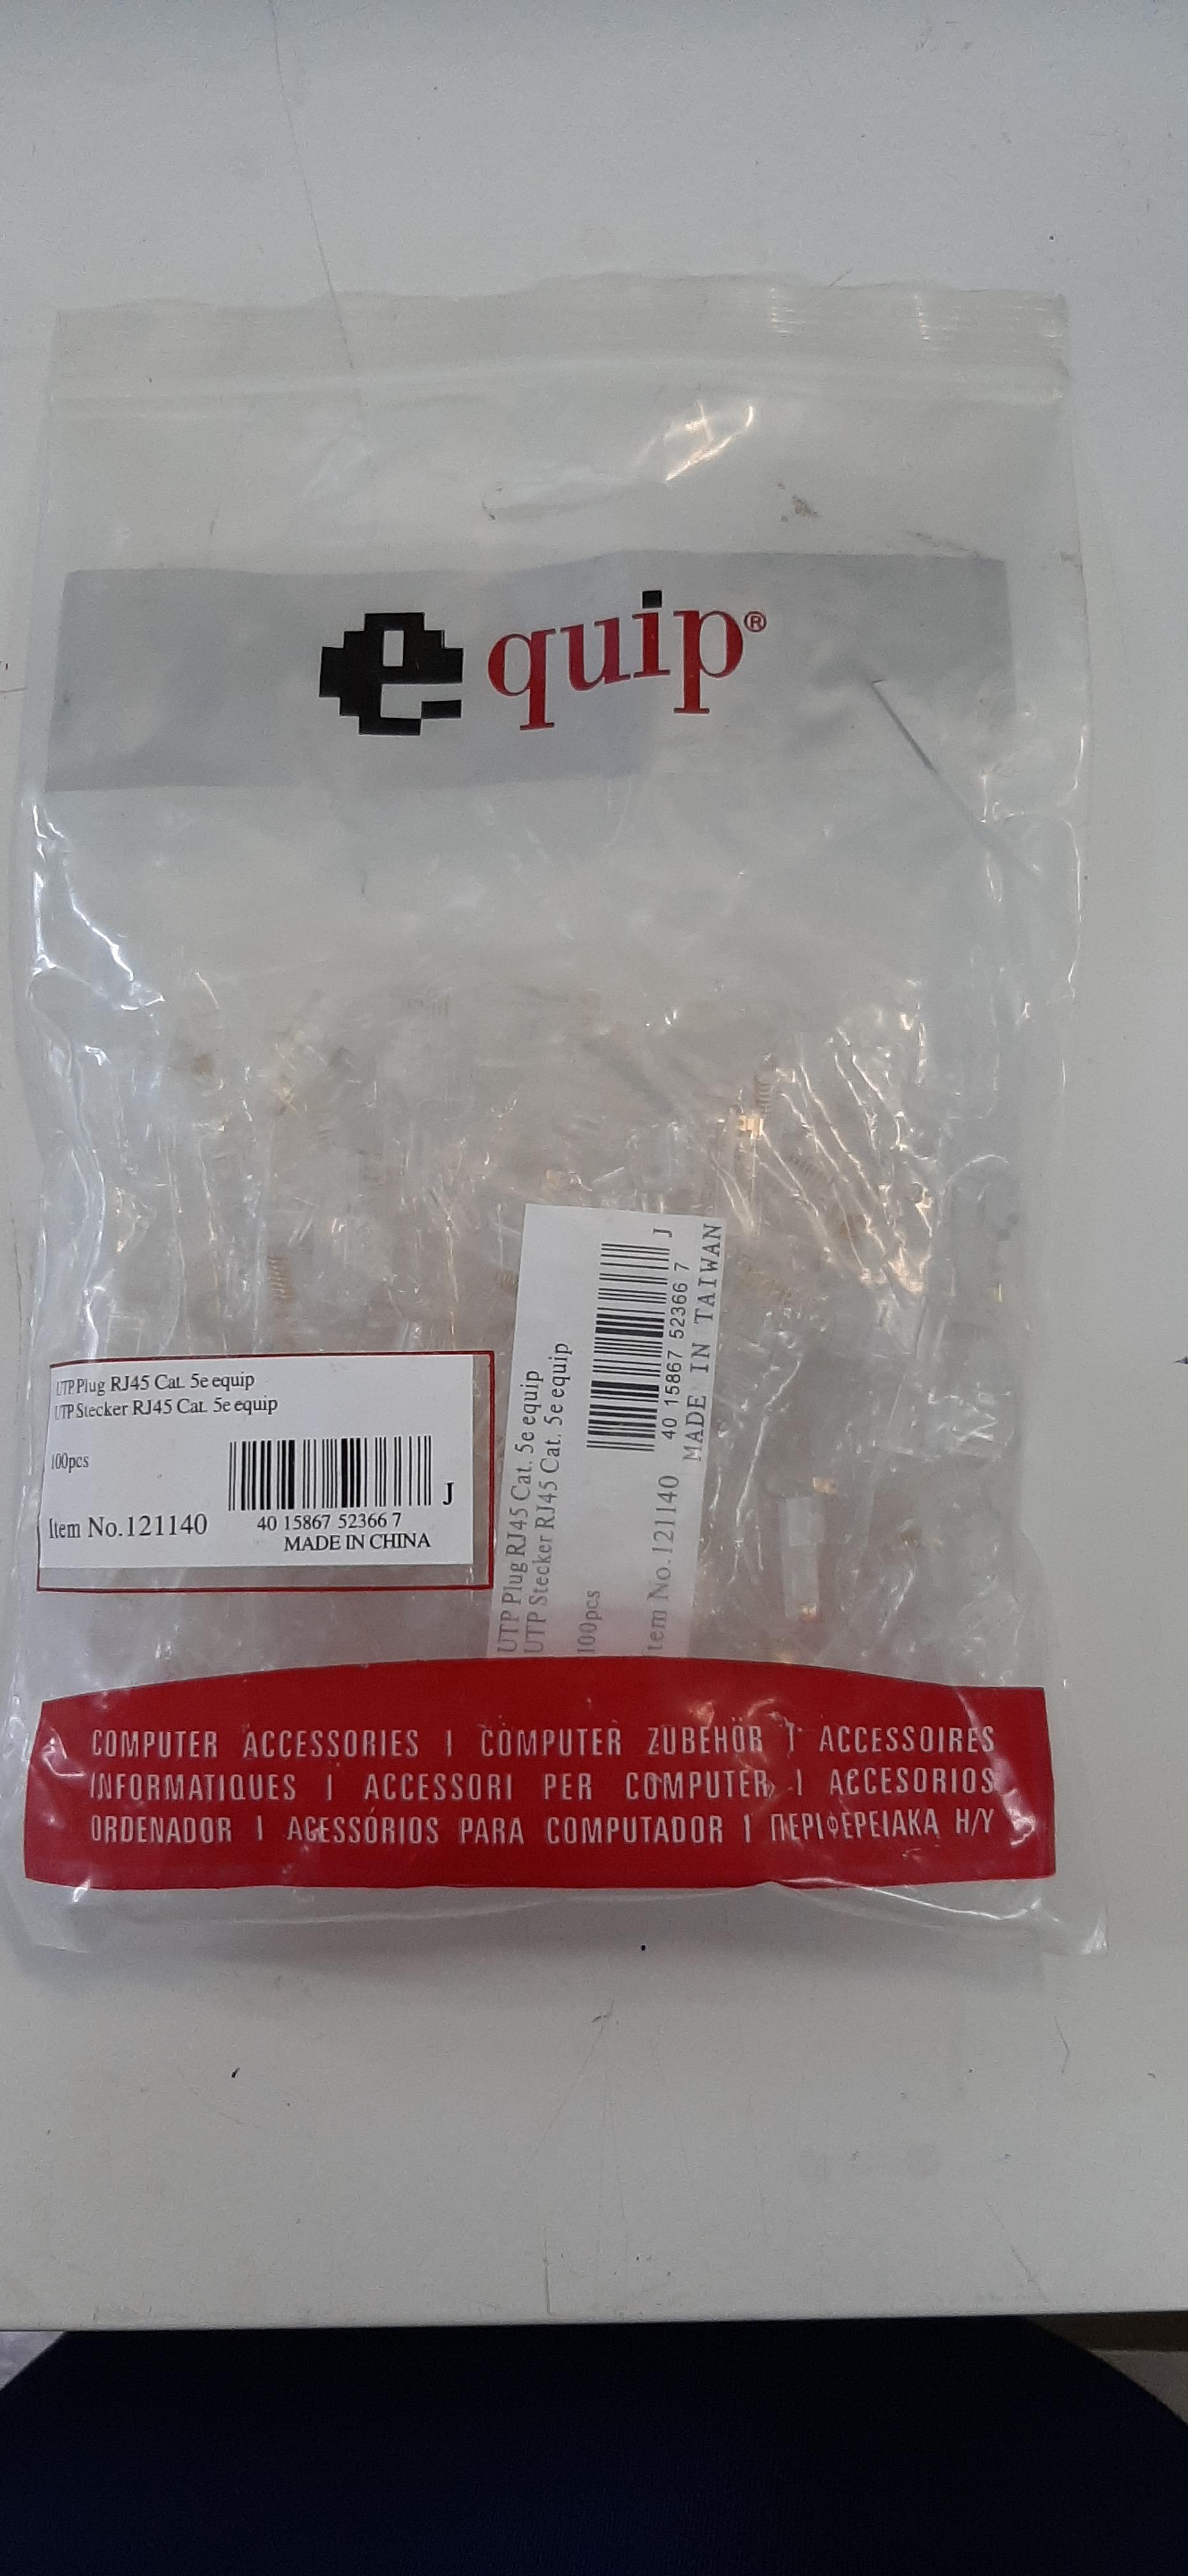 equip®
UTP Plug RJ45 Cat. 5e equip
UTP Stecker RJ45 Cat. 5e equip
100pcs
J
Item No.121140
40 15867 52366 7
MADE IN CHINA
UTP Plug RJ45 Cat. 5e equip
UTP Stecker RJ45 Cat. 5e equip
100pcs
J
tem No.121140
40 15867 52366 7
MADE IN TAIWAN
COMPUTER ACCESSORIES | COMPUTER ZUBEHÖR | ACCESSOIRES
INFORMATIQUES | ACCESSORI PER COMPUTER | ACCESORIOS
ORDENADOR | ACESSÓRIOS PARA COMPUTADOR | ΠΕΡΙΦΕΡΕΙΑΚΑ Η/Υ